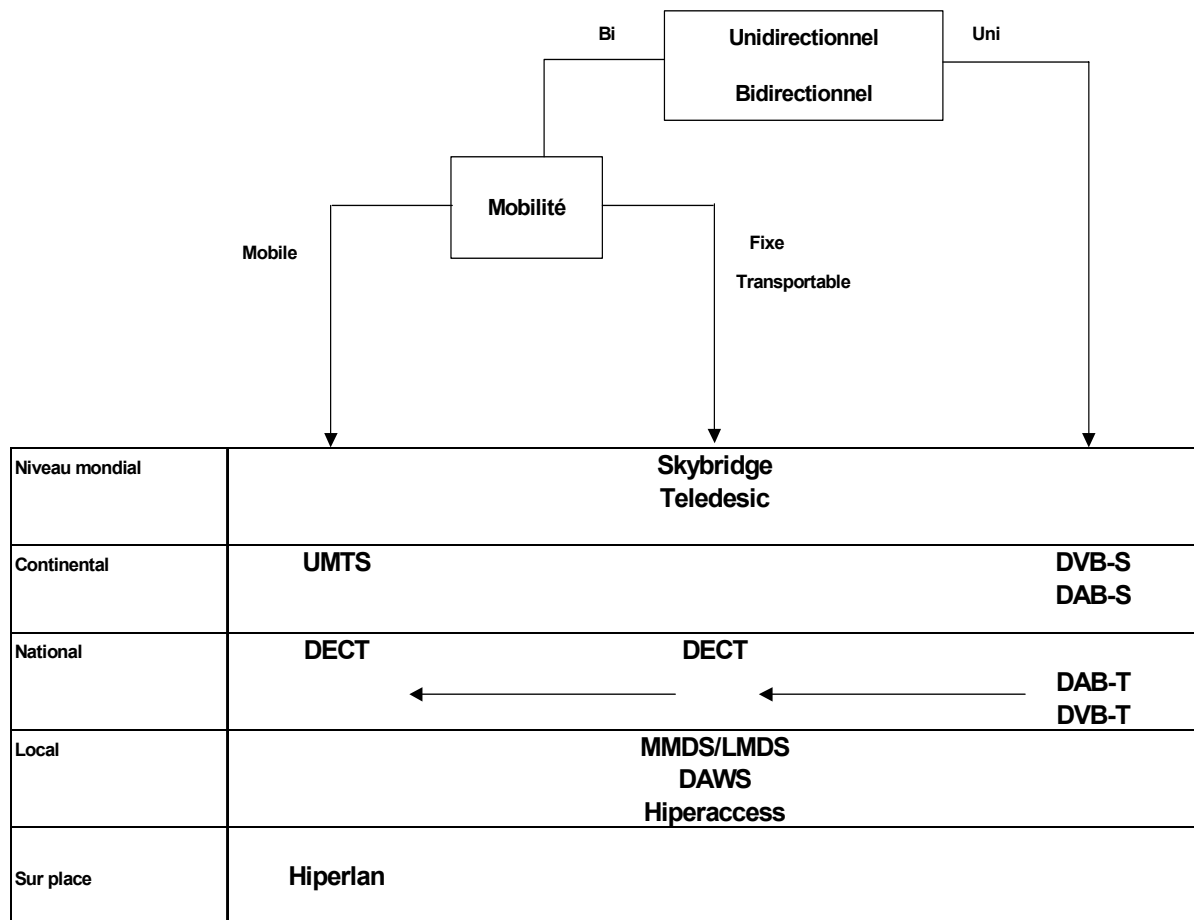 Bi
Unidirectionnel
Uni
Bidirectionnel
Mobilité
Mobile
Fixe
Transportable
Niveau mondial
Skybridge
Teledesic
Continental
UMTS
DVB-S
DAB-S
National
DECT
DECT
DAB-T
DVB-T
Local
MMDS/LMDS
DAWS
Hiperaccess
Sur place
Hiperlan